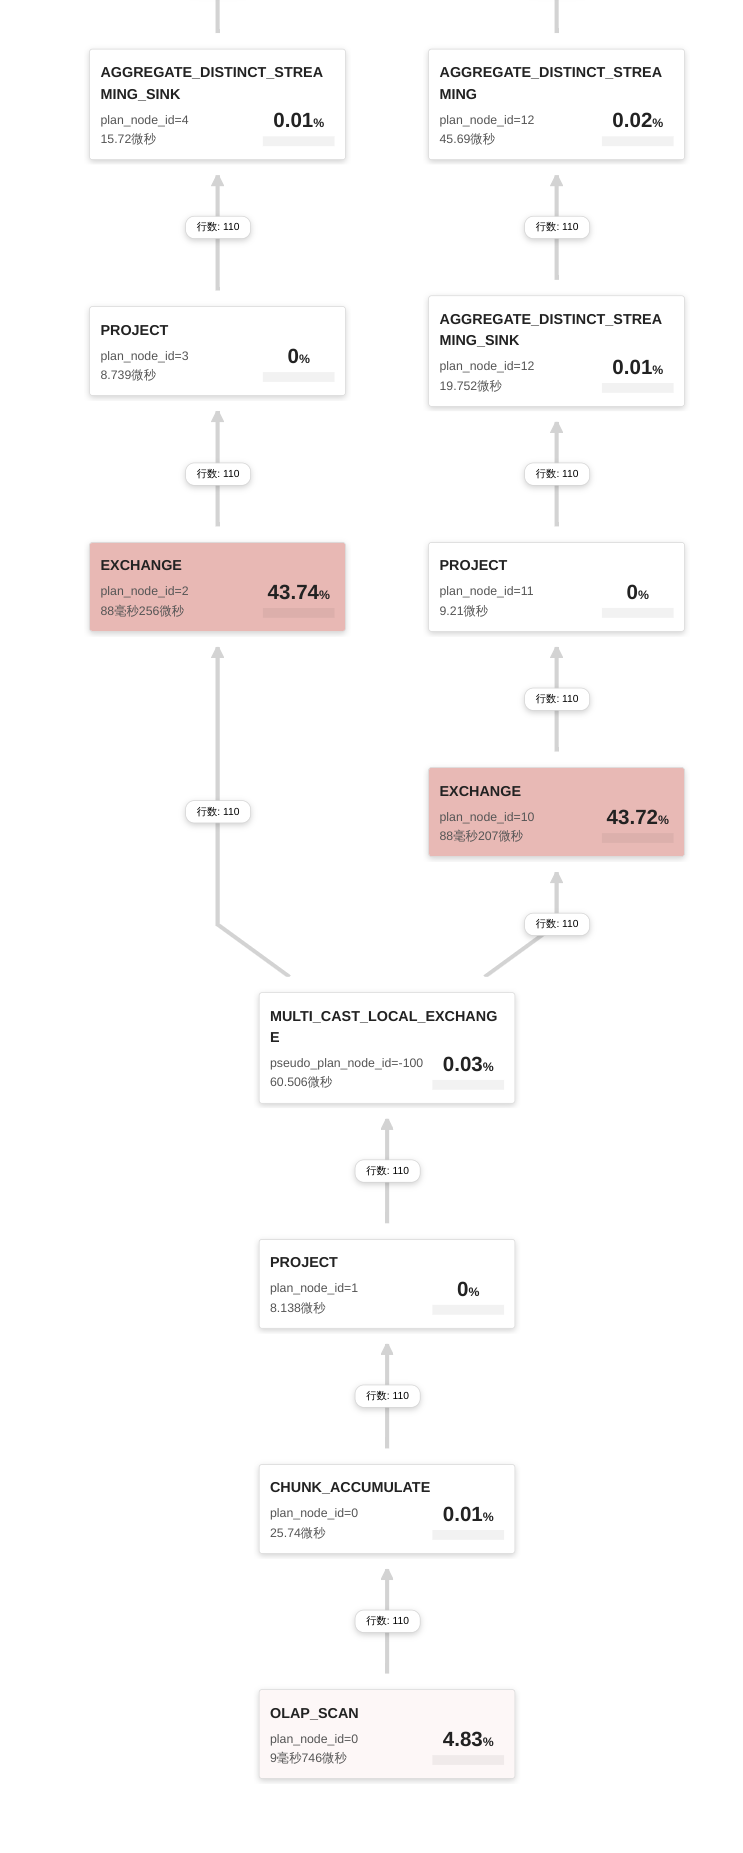 AGGREGATE_DISTINCT_STREA
MING_SINK
plan_node_id=4
15.72微秒
0.01%
AGGREGATE_DISTINCT_STREA
MING
plan_node_id=12
45.69微秒
0.02%
行数: 110
行数: 110
PROJECT
plan_node_id=3
8.739微秒
0%
AGGREGATE_DISTINCT_STREA
MING_SINK
plan_node_id=12
19.752微秒
0.01%
行数: 110
行数: 110
EXCHANGE
plan_node_id=2
88毫秒256微秒
43.74%
PROJECT
plan_node_id=11
9.21微秒
0%
行数: 110
行数: 110
EXCHANGE
plan_node_id=10
88毫秒207微秒
43.72%
行数: 110
MULTI_CAST_LOCAL_EXCHANG
E
pseudo_plan_node_id=-100
60.506微秒
0.03%
行数: 110
PROJECT
plan_node_id=1
8.138微秒
0%
行数: 110
CHUNK_ACCUMULATE
plan_node_id=0
25.74微秒
0.01%
行数: 110
OLAP_SCAN
plan_node_id=0
9毫秒746微秒
4.83%